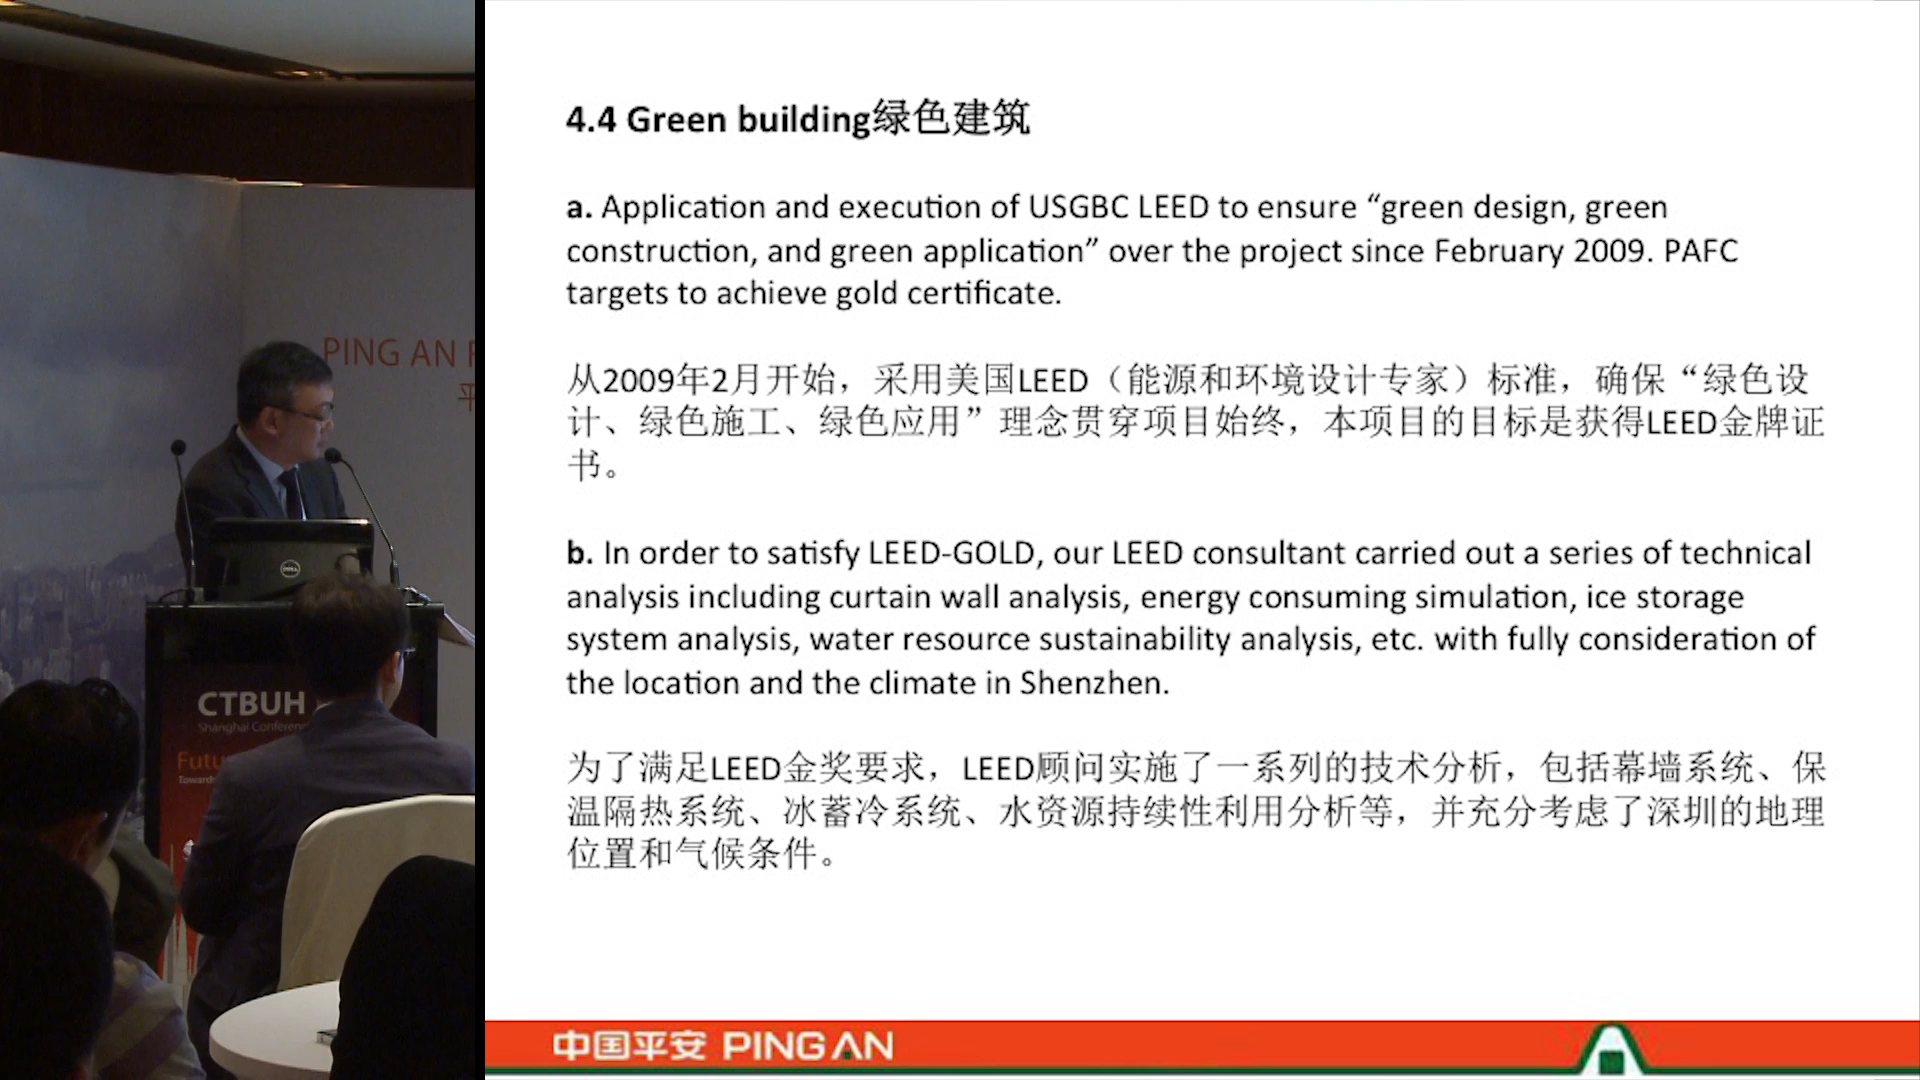 4.4 Green building绿色建筑
a. Application and execution of USGBC LEED to ensure “green design, green
construction, and green application” over the project since February 2009. PAFC
targets to achieve gold certificate.
从2009年2月开始，采用美国LEED（能源和环境设计专家）标准，确保“绿色设
计、绿色施工、绿色应用”理念贯穿项目始终，本项目的目标是获得LEED金牌证
书。
b. In order to satisfy LEED-GOLD, our LEED consultant carried out a series of technical
analysis including curtain wall analysis, energy consuming simulation, ice storage
system analysis, water resource sustainability analysis, etc. with fully consideration of
the location and the climate in Shenzhen.
为了满足LEED金奖要求，LEED顾问实施了一系列的技术分析，包括幕墙系统、保
温隔热系统、冰蓄冷系统、水资源持续性利用分析等，并充分考虑了深圳的地理
位置和气候条件。
中国平安 PING AN
PING AN
平
DELL
CTBUH
Shanghai